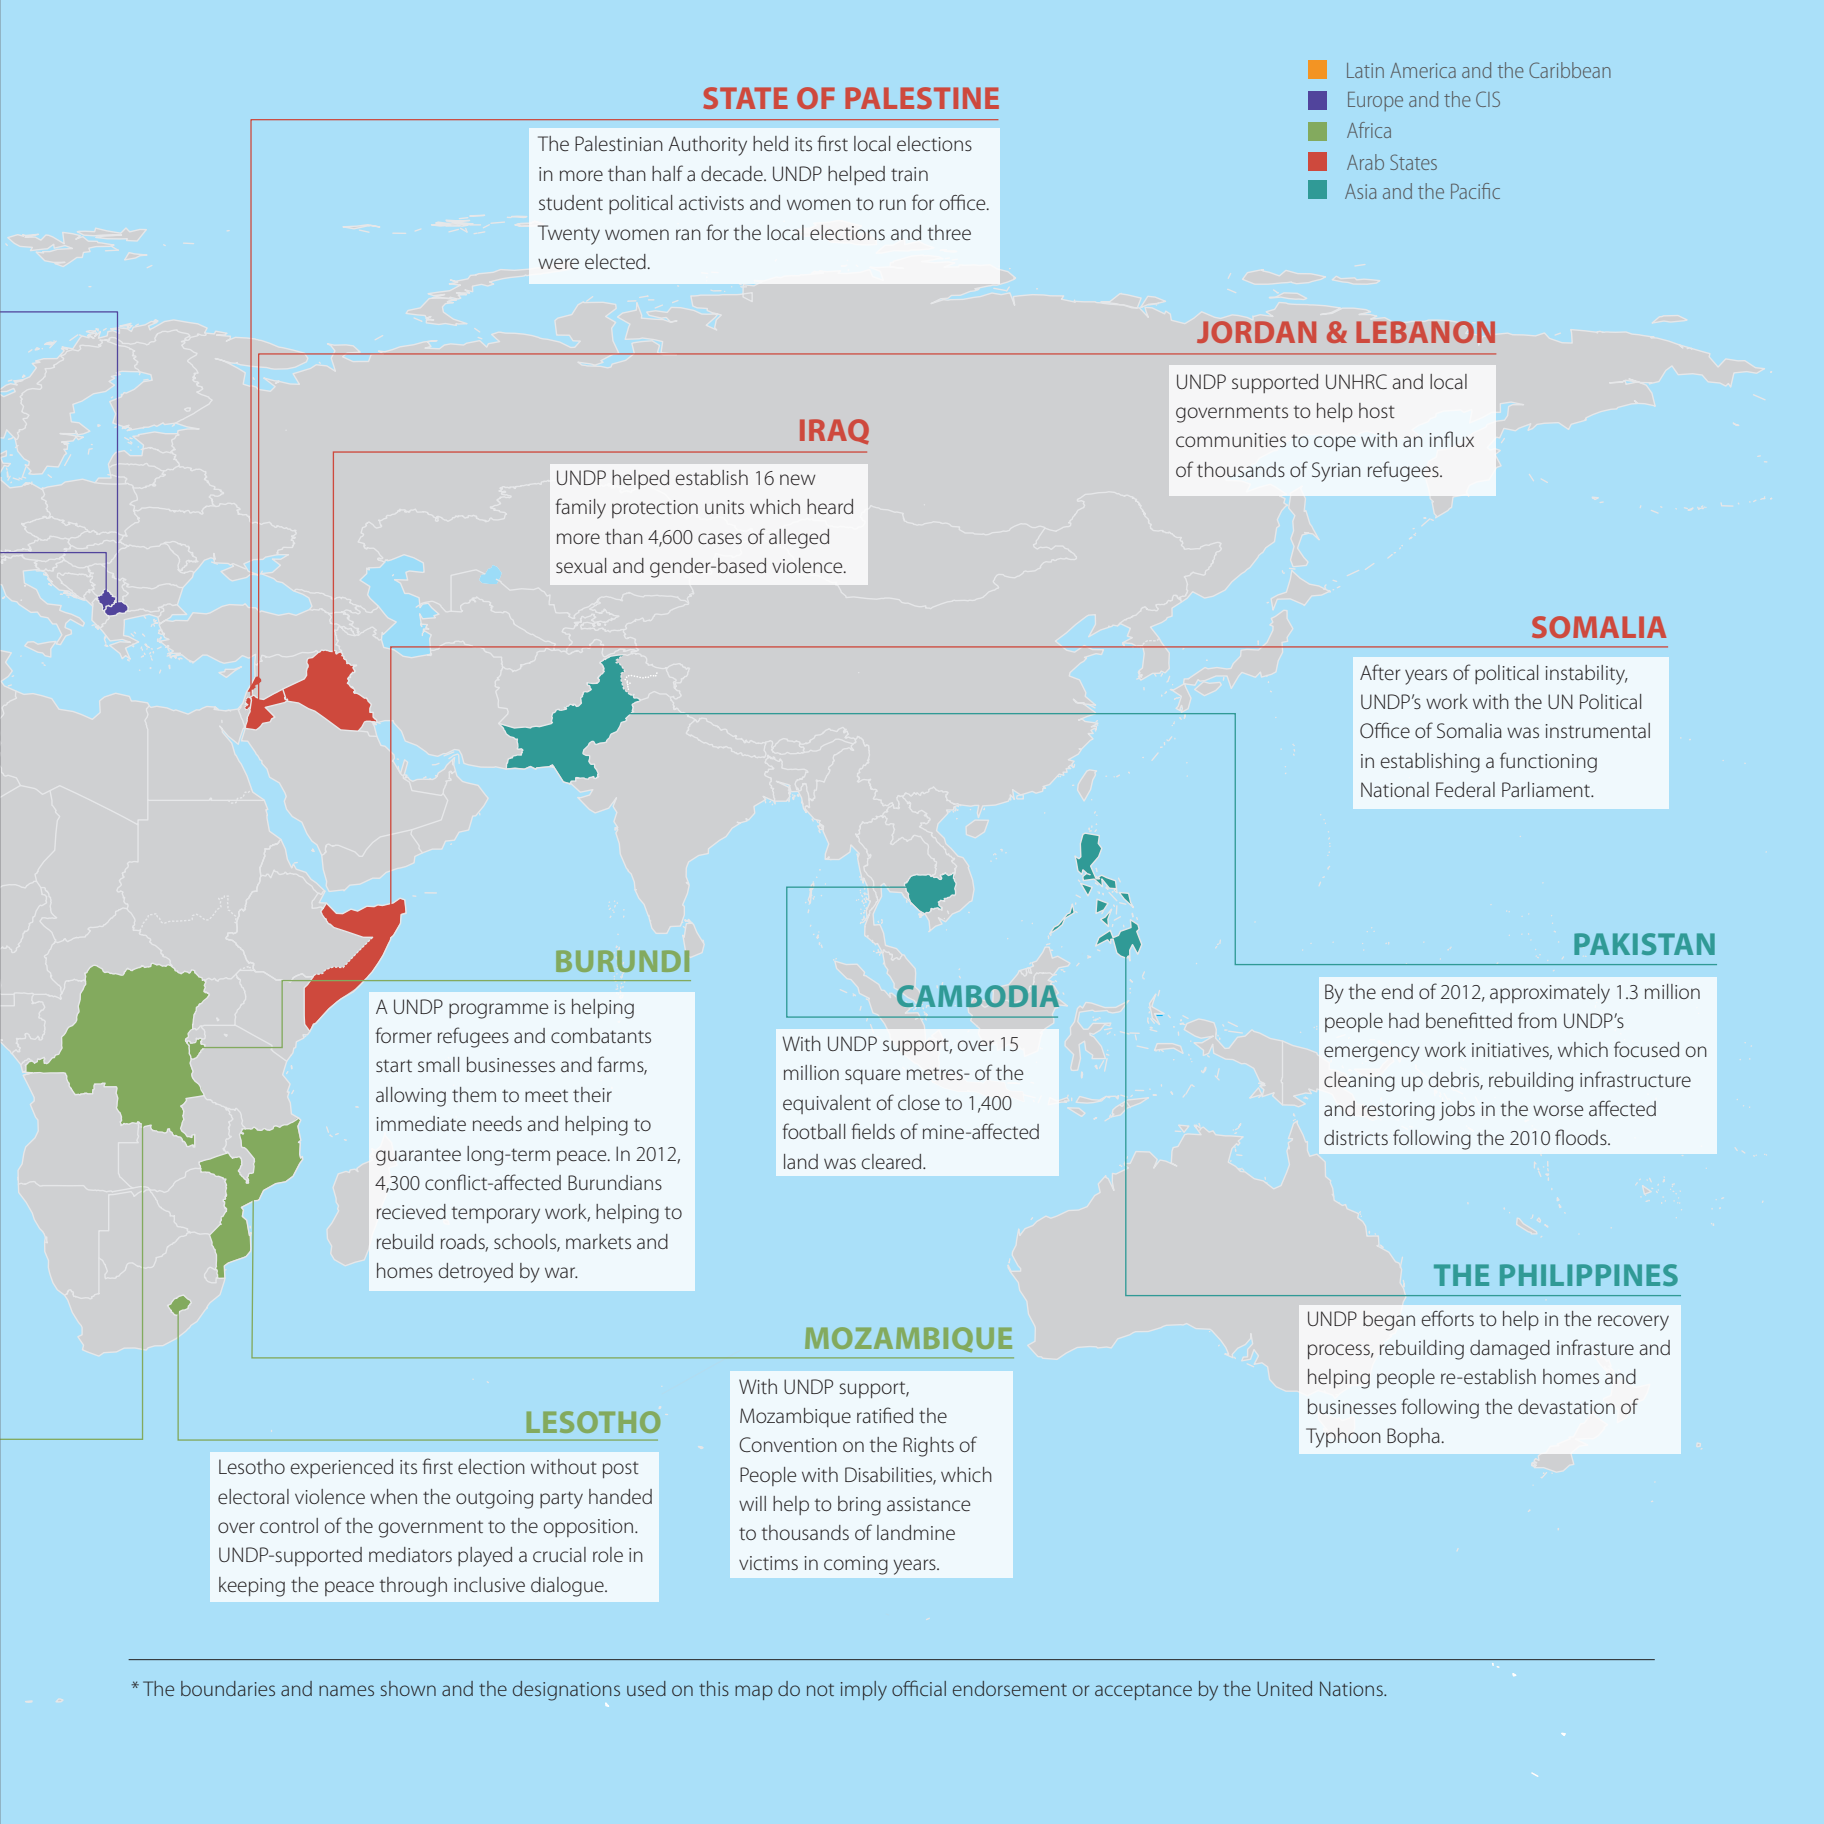 Latin America and the Caribbean
Europe and the CIS
Africa
Arab States
Asia and the Pacific
STATE OF PALESTINE
The Palestinian Authority held its first local elections
in more than half a decade. UNDP helped train
student political activists and women to run for office.
Twenty women ran for the local elections and three
were elected.
JORDAN & LEBANON
UNDP supported UNHRC and local
governments to help host
communities to cope with an influx
of thousands of Syrian refugees.
IRAQ
UNDP helped establish 16 new
family protection units which heard
more than 4,600 cases of alleged
sexual and gender-based violence.
SOMALIA
After years of political instability,
UNDP's work with the UN Political
Office of Somalia was instrumental
in establishing a functioning
National Federal Parliament.
BURUNDI
A UNDP programme is helping
former refugees and combatants
start small businesses and farms,
allowing them to meet their
immediate needs and helping to
guarantee long-term peace. In 2012,
4,300 conflict-affected Burundians
recieved temporary work, helping to
rebuild roads, schools, markets and
homes detroyed by war.
CAMBODIA
With UNDP support, over 15
million square metres- of the
equivalent of close to 1,400
football fields of mine-affected
land was cleared.
PAKISTAN
By the end of 2012, approximately 1.3 million
people had benefitted from UNDP's
emergency work initiatives, which focused on
cleaning up debris, rebuilding infrastructure
and restoring jobs in the worse affected
districts following the 2010 floods.
THE PHILIPPINES
UNDP began efforts to help in the recovery
process, rebuilding damaged infrasture and
helping people re-establish homes and
businesses following the devastation of
Typhoon Bopha.
MOZAMBIQUE
With UNDP support,
Mozambique ratified the
Convention on the Rights of
People with Disabilities, which
will help to bring assistance
to thousands of landmine
victims in coming years.
LESOTHO
Lesotho experienced its first election without post
electoral violence when the outgoing party handed
over control of the government to the opposition.
UNDP-supported mediators played a crucial role in
keeping the peace through inclusive dialogue.
* The boundaries and names shown and the designations used on this map do not imply official endorsement or acceptance by the United Nations.